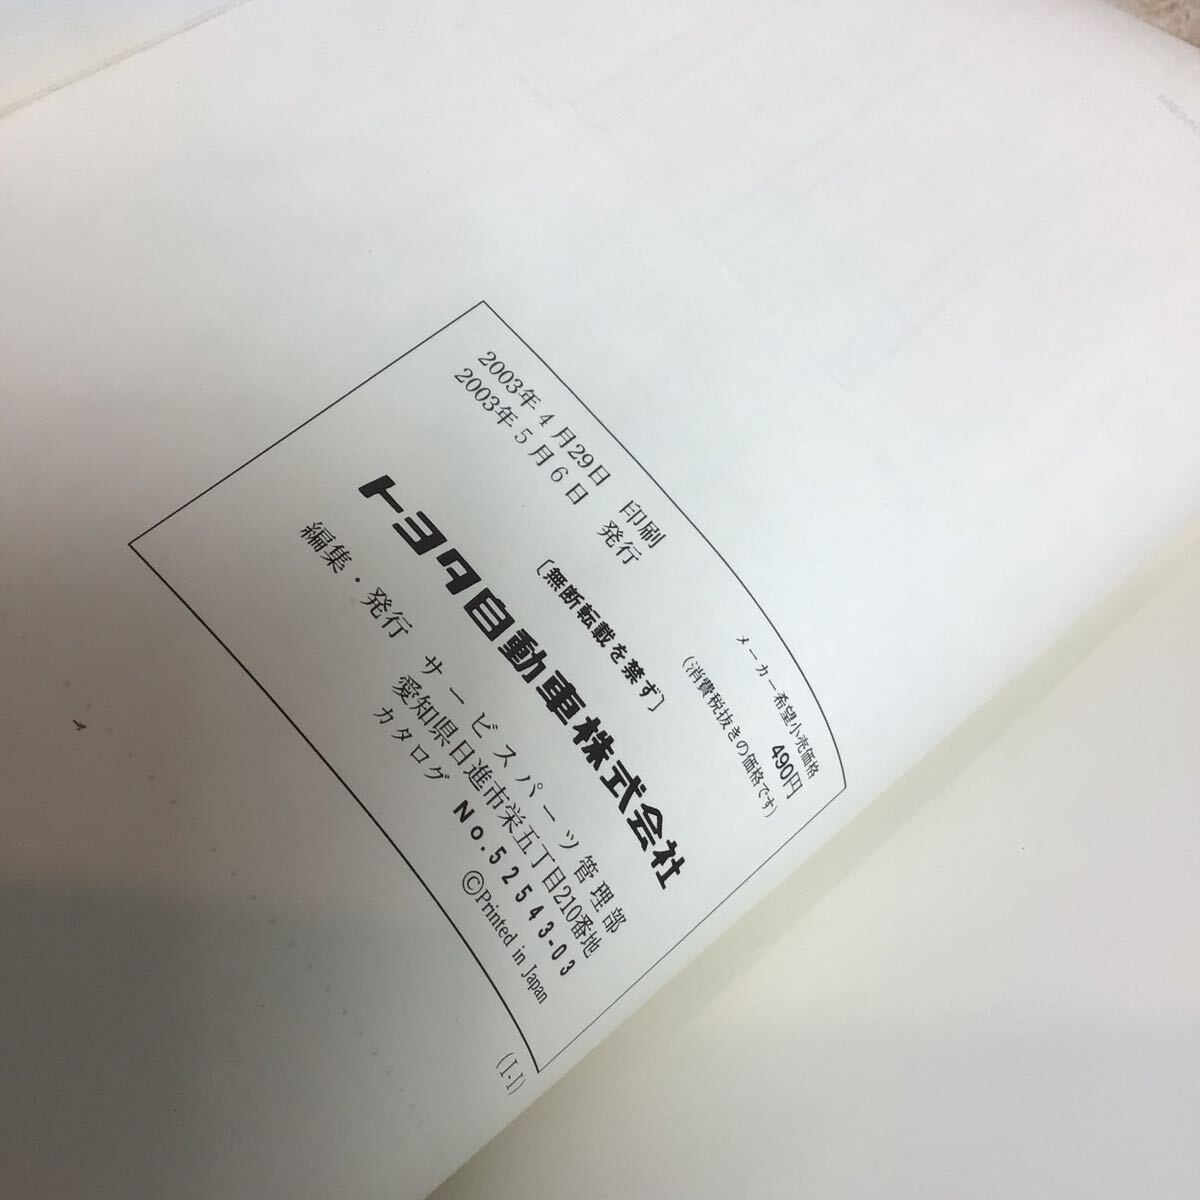 2003年4月29日 印刷
2003年5月6日 発行
メーカー希望小売価格
490円
(消費税抜きの価格です)
〔無断転載を禁ず〕
トヨタ自動車株式会社
編集・発行 サービスパーツ管理部
愛知県日進市栄五丁目210番地
カタログ No.52543-03
©Printed in Japan
(I・I)